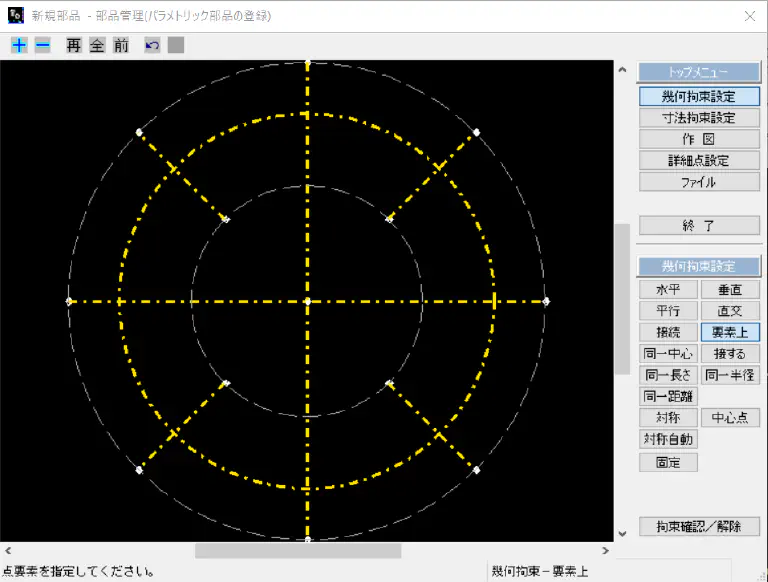 新規部品 - 部品管理(パラメトリック部品の登録)
再 全 前
トップメニュー
幾何拘束設定
寸法拘束設定
作 図
詳細点設定
ファイル
終 了
幾何拘束設定
水平 垂直
平行 直交
接続 要素上
同一中心 接する
同一長さ 同一半径
同一距離
対称 中心点
対称自動
固定
拘束確認/解除
点要素を指定してください。 幾何拘束-要素上